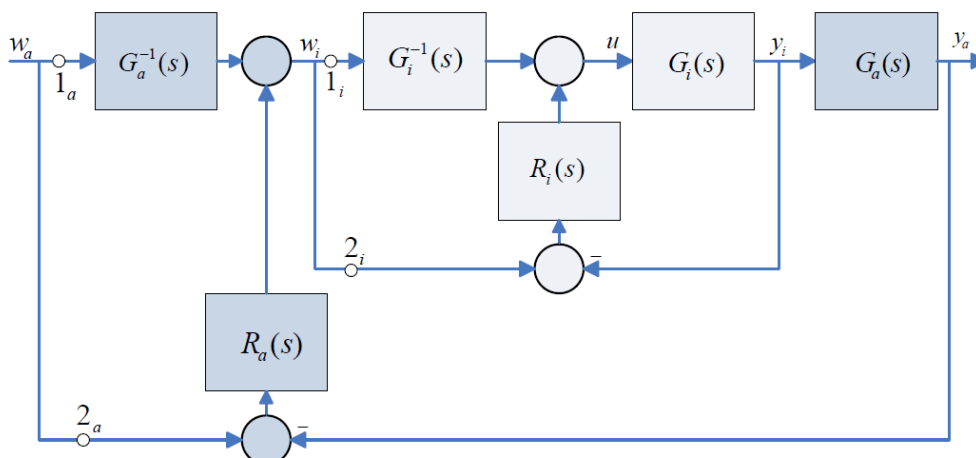 w_a
1_a
G_a^{-1}(s)
w_i
1_i
G_i^{-1}(s)
u
G_i(s)
y_i
G_a(s)
y_a
R_i(s)
2_i
-
R_a(s)
2_a
-